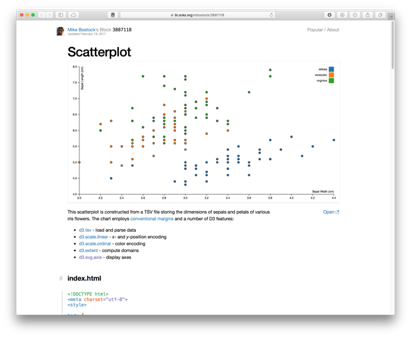 bl.ocks.org
Mike Bostock's Block 3887118
Updated February 19, 2017
Popular / About
Scatterplot
Sepal Length (cm)
setosa
versicolor
virginica
Sepal Width (cm)
This scatterplot is constructed from a TSV file storing the dimensions of sepals and petals of various
iris flowers. The chart employs conventional margins and a number of D3 features:
Open
d3.tsv - load and parse data
d3.scale.linear - x- and y-position encoding
d3.scale.ordinal - color encoding
d3.extent - compute domains
d3.svg.axis - display axes
# index.html
<!DOCTYPE html>
<meta charset="utf-8">
<style>